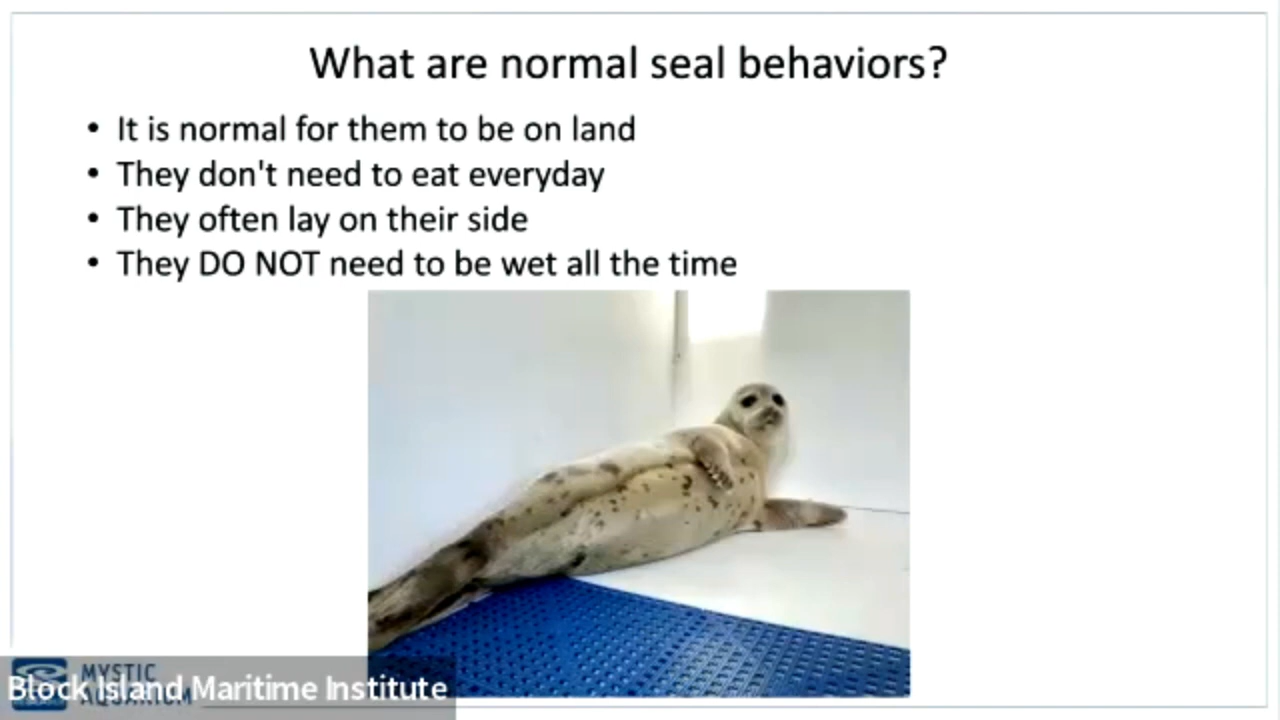 What are normal seal behaviors?
• It is normal for them to be on land
• They don't need to eat everyday
• They often lay on their side
• They DO NOT need to be wet all the time
MYSTIC
AQUARIUM
Block Island Maritime Institute